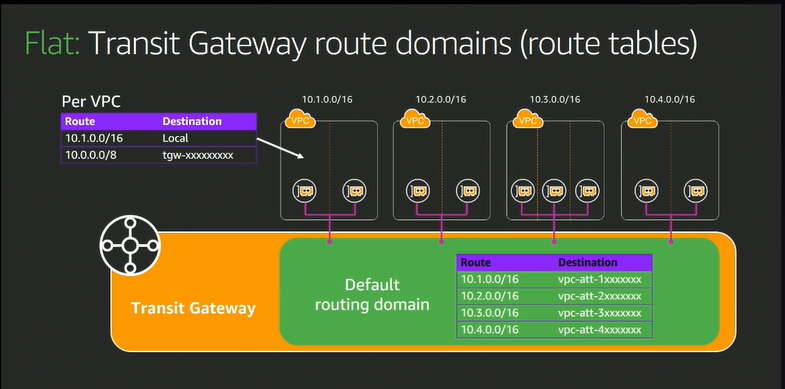 Flat: Transit Gateway route domains (route tables)
Per VPC
Route Destination
10.1.0.0/16 Local
10.0.0.0/8 tgw-xxxxxxxxx
10.1.0.0/16 10.2.0.0/16 10.3.0.0/16 10.4.0.0/16
VPC VPC VPC VPC
Transit Gateway
Default
routing domain
Route Destination
10.1.0.0/16 vpc-att-1xxxxxxx
10.2.0.0/16 vpc-att-2xxxxxxx
10.3.0.0/16 vpc-att-3xxxxxxx
10.4.0.0/16 vpc-att-4xxxxxxx